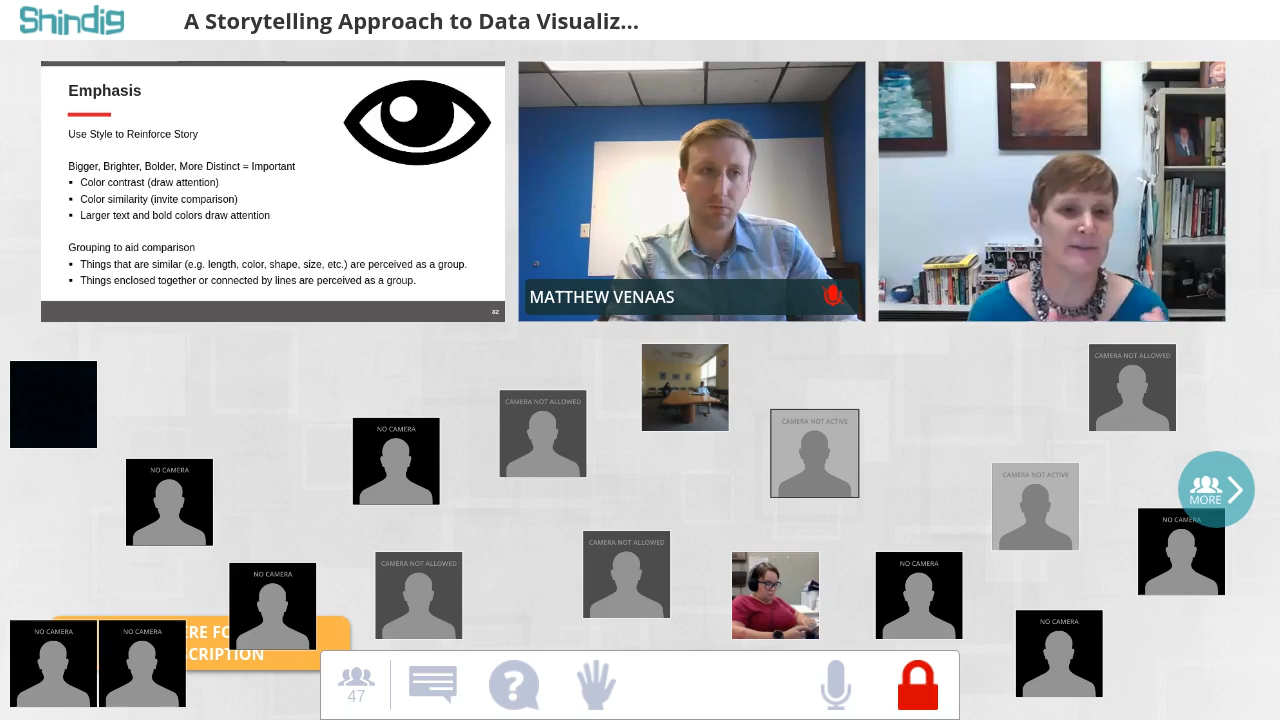 Shindig
A Storytelling Approach to Data Visualiz...
Emphasis
Use Style to Reinforce Story
Bigger, Brighter, Bolder, More Distinct = Important
▪ Color contrast (draw attention)
▪ Color similarity (invite comparison)
▪ Larger text and bold colors draw attention
Grouping to aid comparison
▪ Things that are similar (e.g. length, color, shape, style, etc.) are perceived as a group.
▪ Things enclosed together or connected by lines are perceived as a group.
32
MATTHEW VENAAS
CAMERA NOT ALLOWED
CAMERA NOT ALLOWED
CAMERA NOT ACTIVE
NO CAMERA
NO CAMERA
CAMERA NOT ACTIVE
MORE
NO CAMERA
CAMERA NOT ALLOWED
CAMERA NOT ALLOWED
NO CAMERA
NO CAMERA
NO CAMERA
NO CAMERA
NO CAMERA
47